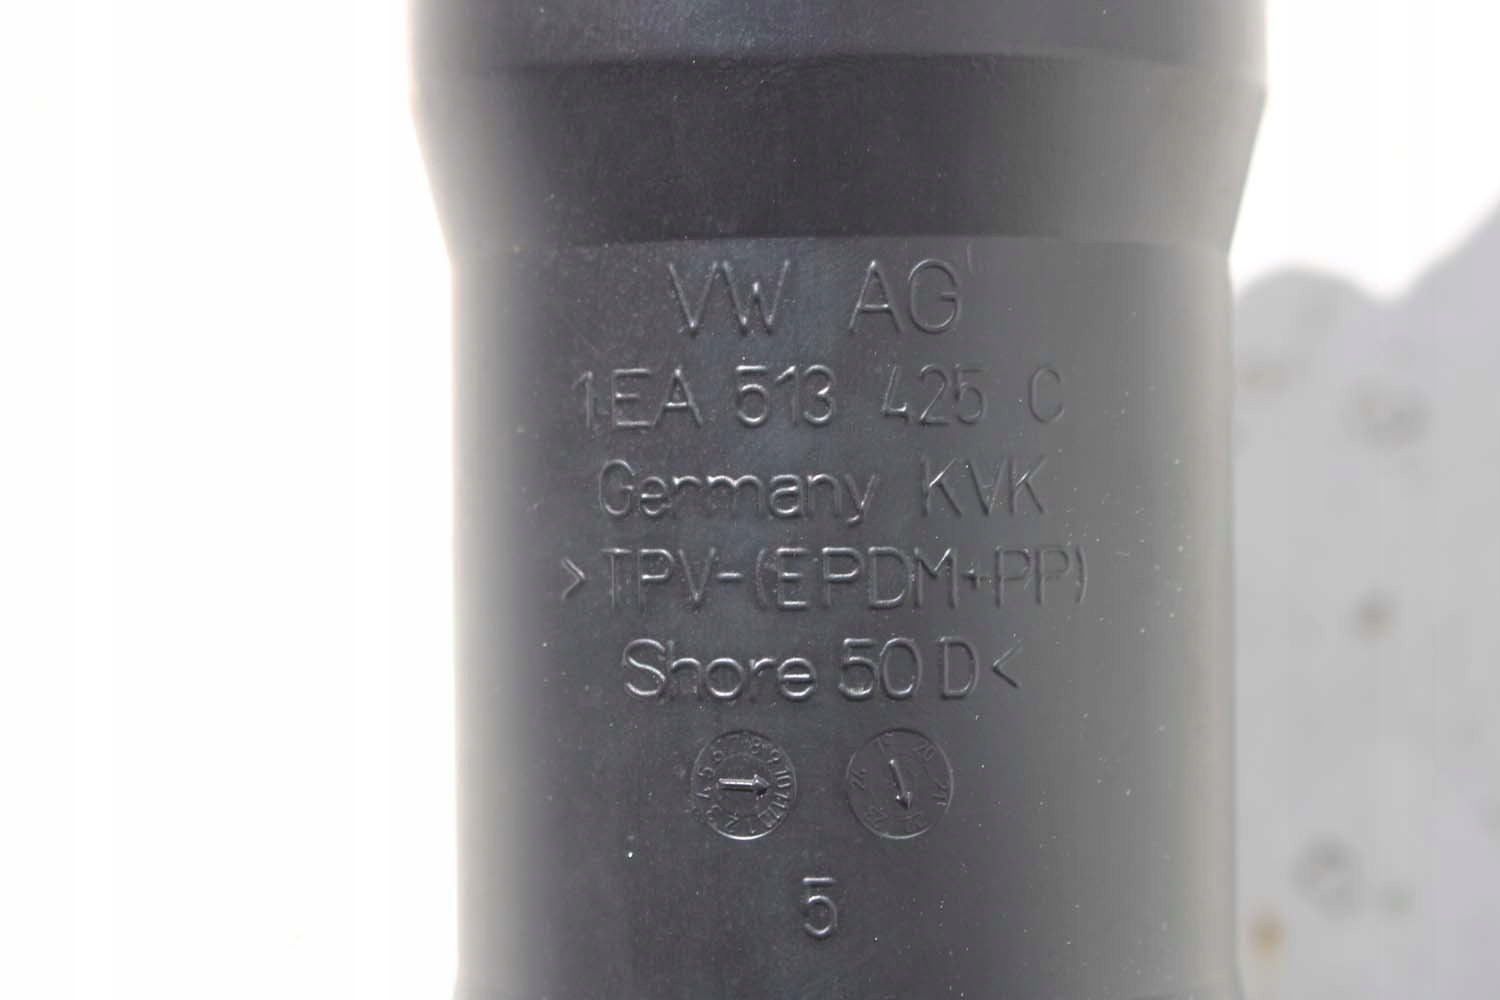 VW AG
1EA 513 425 C
Germany KVK
>TPV-(EPDM+PP)
Shore 50 D<
5